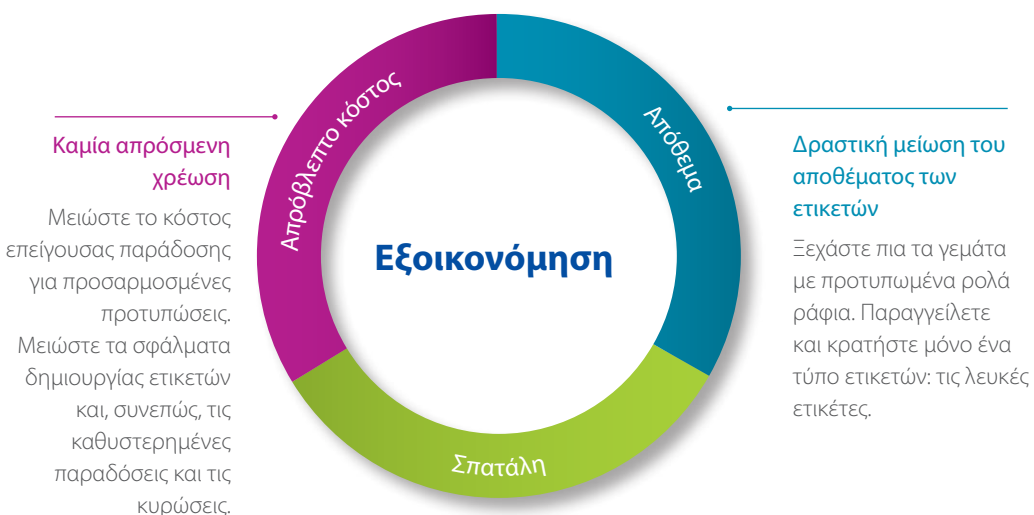 Απρόβλεπτο κόστος
Απόθεμα
Σπατάλη
Εξοικονόμηση
Καμία απρόσμενη
χρέωση
Μειώστε το κόστος
επείγουσας παράδοσης
για προσαρμοσμένες
προτυπώσεις.
Μειώστε τα σφάλματα
δημιουργίας ετικετών
και, συνεπώς, τις
καθυστερημένες
παραδόσεις και τις
κυρώσεις.
Δραστική μείωση του
αποθέματος των
ετικετών
Ξεχάστε πια τα γεμάτα
με προτυπωμένα ρολά
ράφια. Παραγγείλετε
και κρατήστε μόνο ένα
τύπο ετικετών: τις λευκές
ετικέτες.